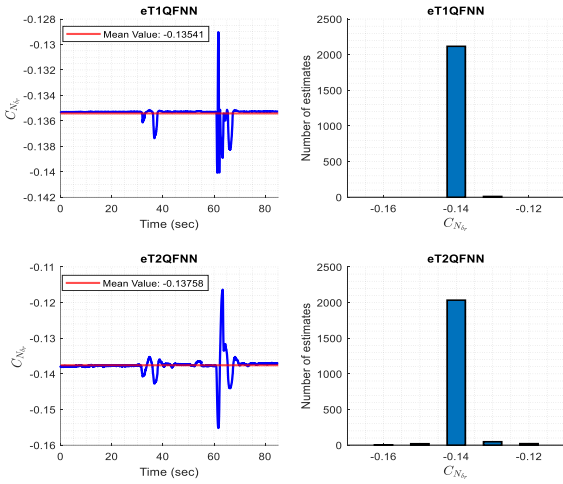 eT1QFNN
-0.128
-0.13
-0.132
-0.134
-0.136
-0.138
-0.14
-0.142
C_{N_{δ_r}}
Mean Value: -0.13541
0 20 40 60 80
Time (sec)
eT1QFNN
2500
2000
1500
1000
500
0
Number of estimates
-0.16 -0.14 -0.12
C_{N_{δ_r}}
eT2QFNN
-0.11
-0.12
-0.13
-0.14
-0.15
-0.16
C_{N_{δ_r}}
Mean Value: -0.13758
0 20 40 60 80
Time (sec)
eT2QFNN
2500
2000
1500
1000
500
0
Number of estimates
-0.16 -0.14 -0.12
C_{N_{δ_r}}